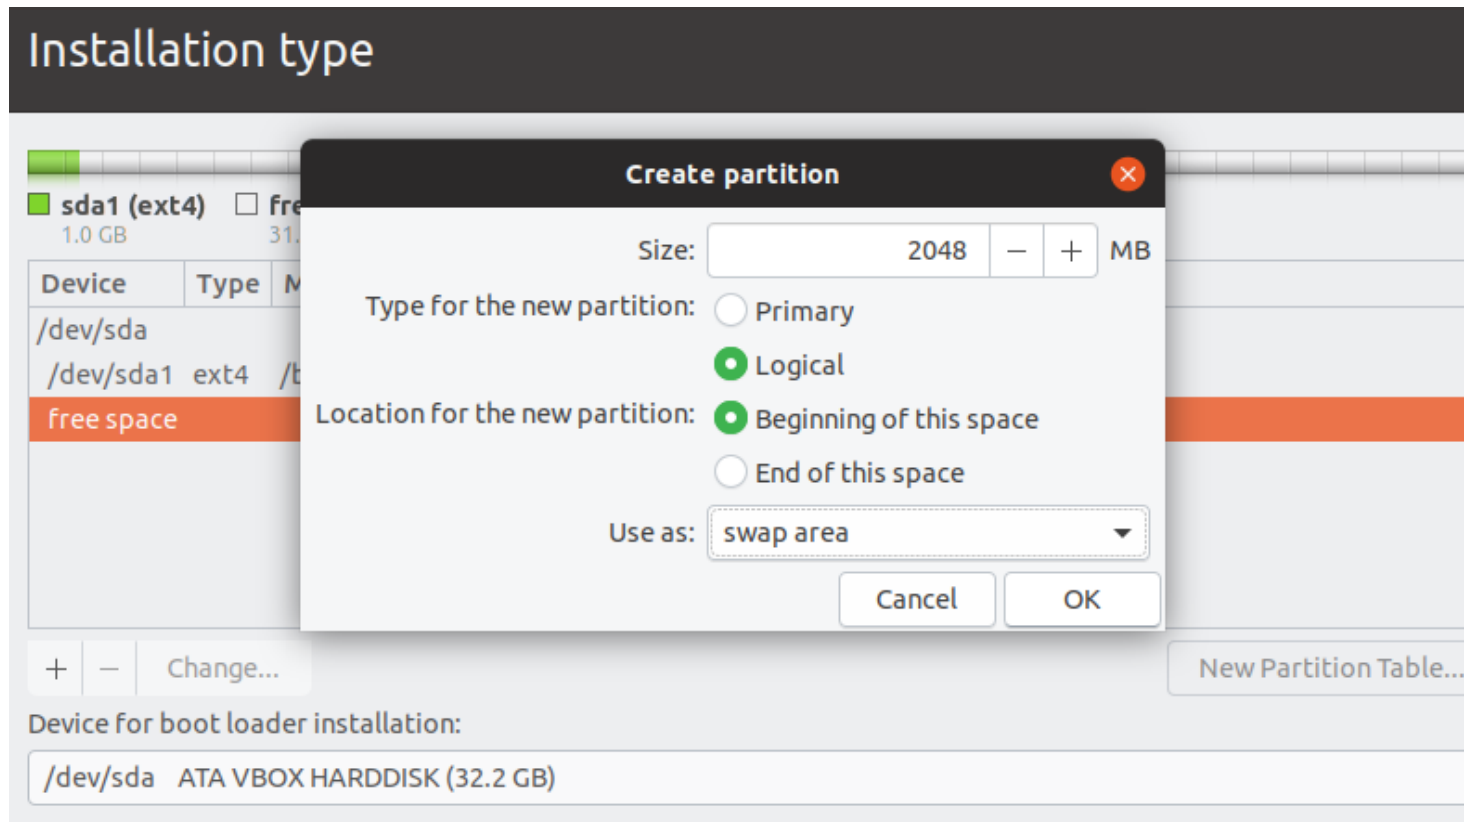 Installation type
Create partition
sda1 (ext4)
1.0 GB
31.
Size: 2048 − + MB
Device Type
Type for the new partition: Primary
/dev/sda
Logical
/dev/sda1 ext4
Location for the new partition: Beginning of this space
free space
End of this space
Use as: swap area
Cancel OK
+ − Change... New Partition Table...
Device for boot loader installation:
/dev/sda ATA VBOX HARDDISK (32.2 GB)